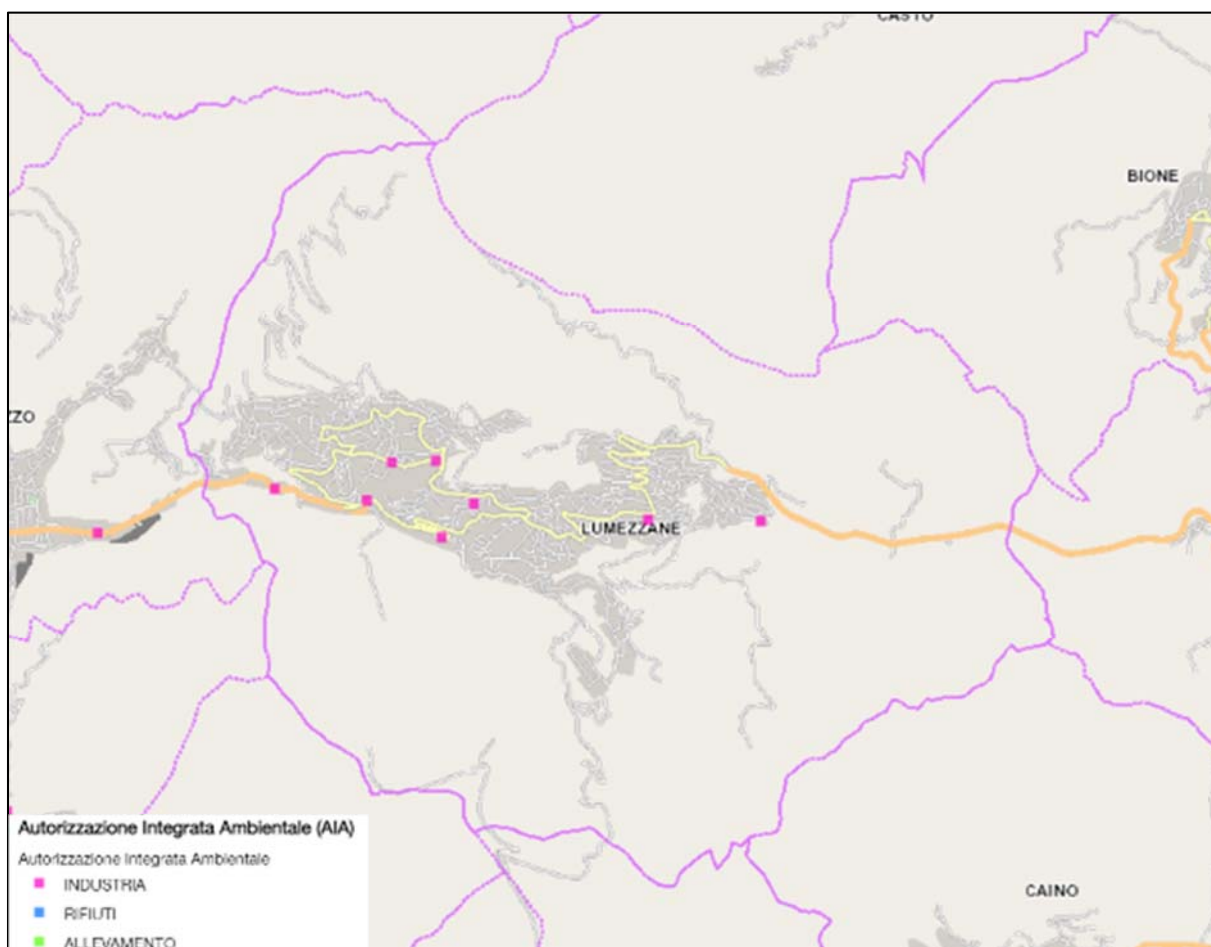 CASTO
BIONE
ZZO
LUMEZZANE
Autorizzazione Integrata Ambientale (AIA)
Autorizzazione Integrata Ambientale
INDUSTRIA
RIFIUTI
ALLEVAMENTO
CAINO